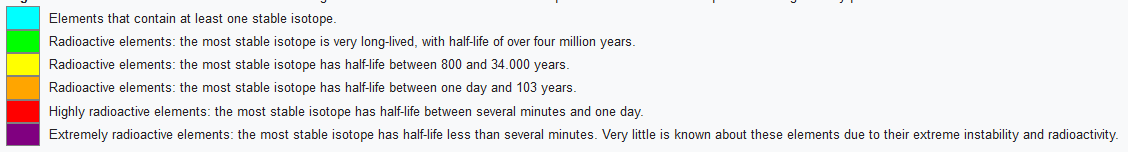 Elements that contain at least one stable isotope.
Radioactive elements: the most stable isotope is very long-lived, with half-life of over four million years.
Radioactive elements: the most stable isotope has half-life between 800 and 34.000 years.
Radioactive elements: the most stable isotope has half-life between one day and 103 years.
Highly radioactive elements: the most stable isotope has half-life between several minutes and one day.
Extremely radioactive elements: the most stable isotope has half-life less than several minutes. Very little is known about these elements due to their extreme instability and radioactivity.